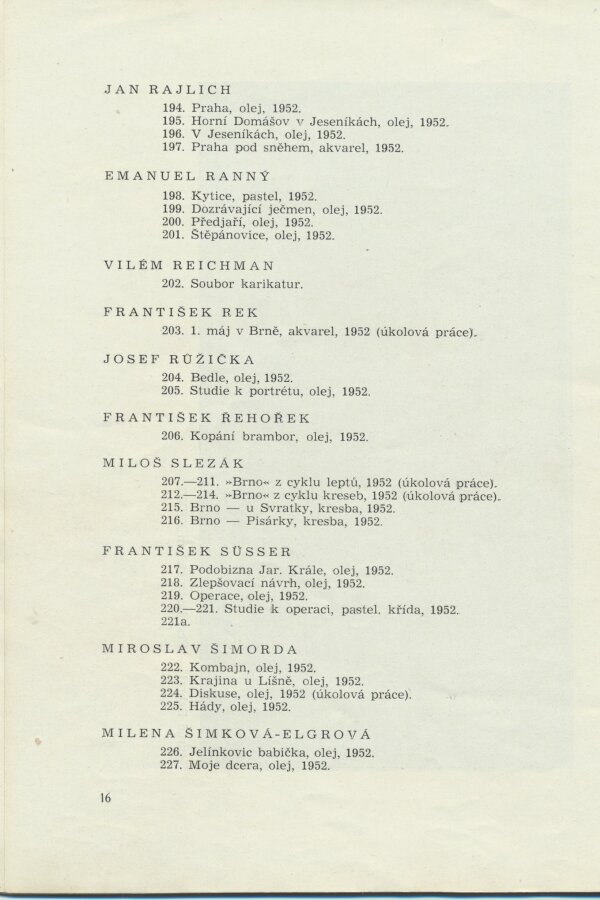 JAN RAJLICH
194. Praha, olej, 1952.
195. Horní Domášov v Jeseníkách, olej, 1952.
196. V Jeseníkách, olej, 1952.
197. Praha pod sněhem, akvarel, 1952.
EMANUEL RANNÝ
198. Kytice, pastel, 1952.
199. Dozrávající ječmen, olej, 1952.
200. Předjaří, olej, 1952.
201. Štěpánovice, olej, 1952.
VILÉM REICHMAN
202. Soubor karikatur.
FRANTIŠEK REK
203. 1. máj v Brně, akvarel, 1952 (úkolová práce).
JOSEF RŮŽIČKA
204. Bedle, olej, 1952.
205. Studie k portrétu, olej, 1952.
FRANTIŠEK ŘEHOŘEK
206. Kopání brambor, olej, 1952.
MILOŠ SLEZÁK
207.—211. »Brno« z cyklu leptů, 1952 (úkolová práce).
212.—214. »Brno« z cyklu kreseb, 1952 (úkolová práce).
215. Brno — u Svratky, kresba, 1952.
216. Brno — Pisárky, kresba, 1952.
FRANTIŠEK SÜSSER
217. Podobizna Jar. Krále, olej, 1952.
218. Zlepšovací návrh, olej, 1952.
219. Operace, olej, 1952.
220.—221. Studie k operaci, pastel. křída, 1952.
221a.
MIROSLAV ŠIMORDA
222. Kombajn, olej, 1952.
223. Krajina u Líšně, olej, 1952.
224. Diskuse, olej, 1952 (úkolová práce).
225. Hády, olej, 1952.
MILENA ŠIMKOVÁ-ELGROVÁ
226. Jelínkovic babička, olej, 1952.
227. Moje dcera, olej, 1952.
16